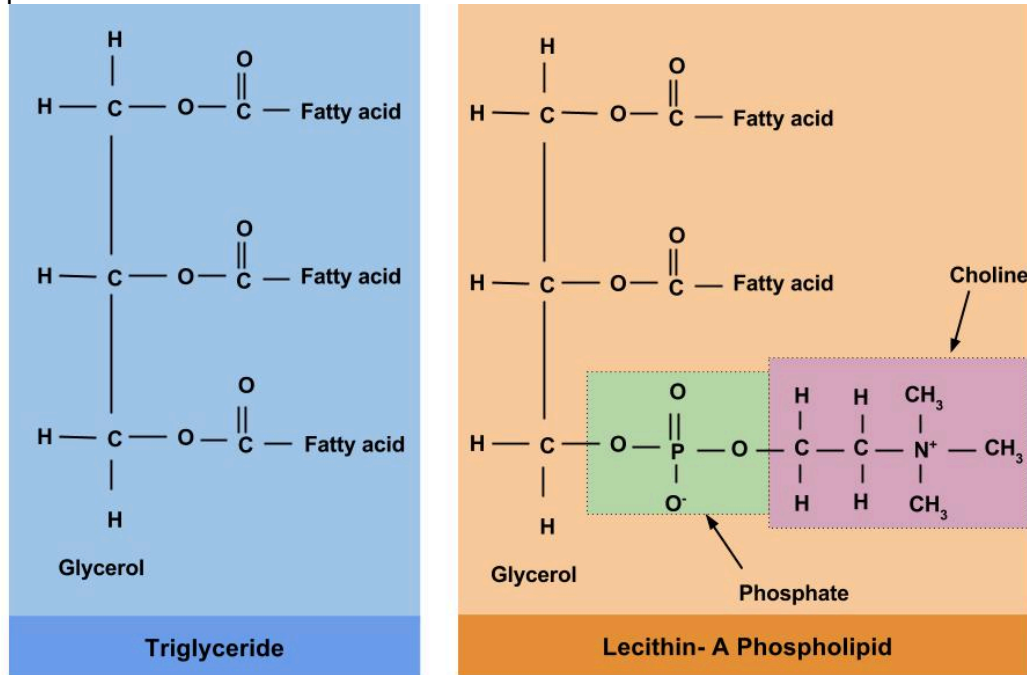 H
O
H — C — O — C — Fatty acid
O
H — C — O — C — Fatty acid
O
H — C — O — C — Fatty acid
H
Glycerol
Triglyceride
H
O
H — C — O — C — Fatty acid
O
H — C — O — C — Fatty acid
Choline
O H H CH3
H — C — O — P — O — C — C — N+ — CH3
O- H H CH3
H
Glycerol
Phosphate
Lecithin- A Phospholipid